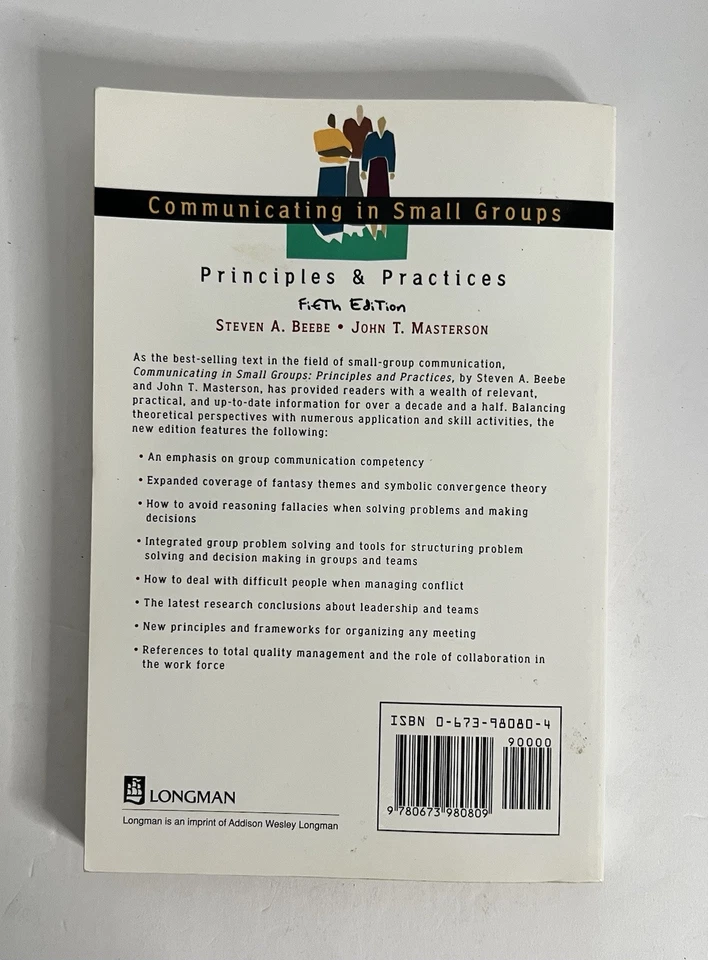 Communicating in Small Groups
Principles & Practices
Fifth Edition
STEVEN A. BEEBE • JOHN T. MASTERSON
As the best-selling text in the field of small-group communication,
Communicating in Small Groups: Principles and Practices, by Steven A. Beebe
and John T. Masterson, has provided readers with a wealth of relevant,
practical, and up-to-date information for over a decade and a half. Balancing
theoretical perspectives with numerous application and skill activities, the
new edition features the following:
• An emphasis on group communication competency
• Expanded coverage of fantasy themes and symbolic convergence theory
• How to avoid reasoning fallacies when solving problems and making
decisions
• Integrated group problem solving and tools for structuring problem
solving and decision making in groups and teams
• How to deal with difficult people when managing conflict
• The latest research conclusions about leadership and teams
• New principles and frameworks for organizing any meeting
• References to total quality management and the role of collaboration in
the work force
ISBN 0-673-98080-4
90000
9 780673 980809
LONGMAN
Longman is an imprint of Addison Wesley Longman